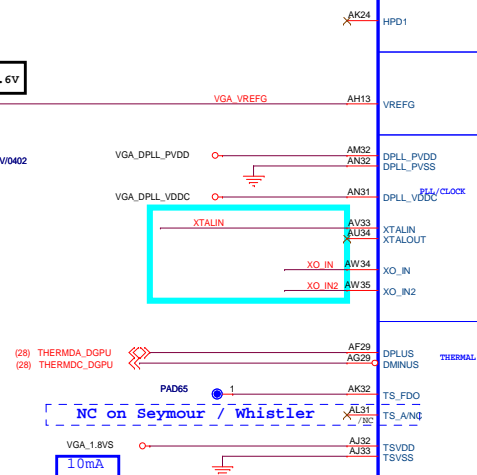 AK24 HPD1
.6V
VGA_VREFG AH13 VREFG
V/0402
VGA_DPLL_PVDD AM32 DPLL_PVDD
AN32 DPLL_PVSS
VGA_DPLL_VDDC AN31 DPLL_VDDC
PLL/CLOCK
XTALIN AV33 XTALIN
AU34 XTALOUT
XO_IN AW34 XO_IN
XO_IN2 AW35 XO_IN2
(28) THERMDA_DGPU AF29 DPLUS
(28) THERMDC_DGPU AG29 DMINUS
THERMAL
PAD65 1 AK32 TS_FDO
NC on Seymour / Whistler AL31 TS_A/NC
/NC
VGA_1.8VS AJ32 TSVDD
AJ33 TSVSS
10mA